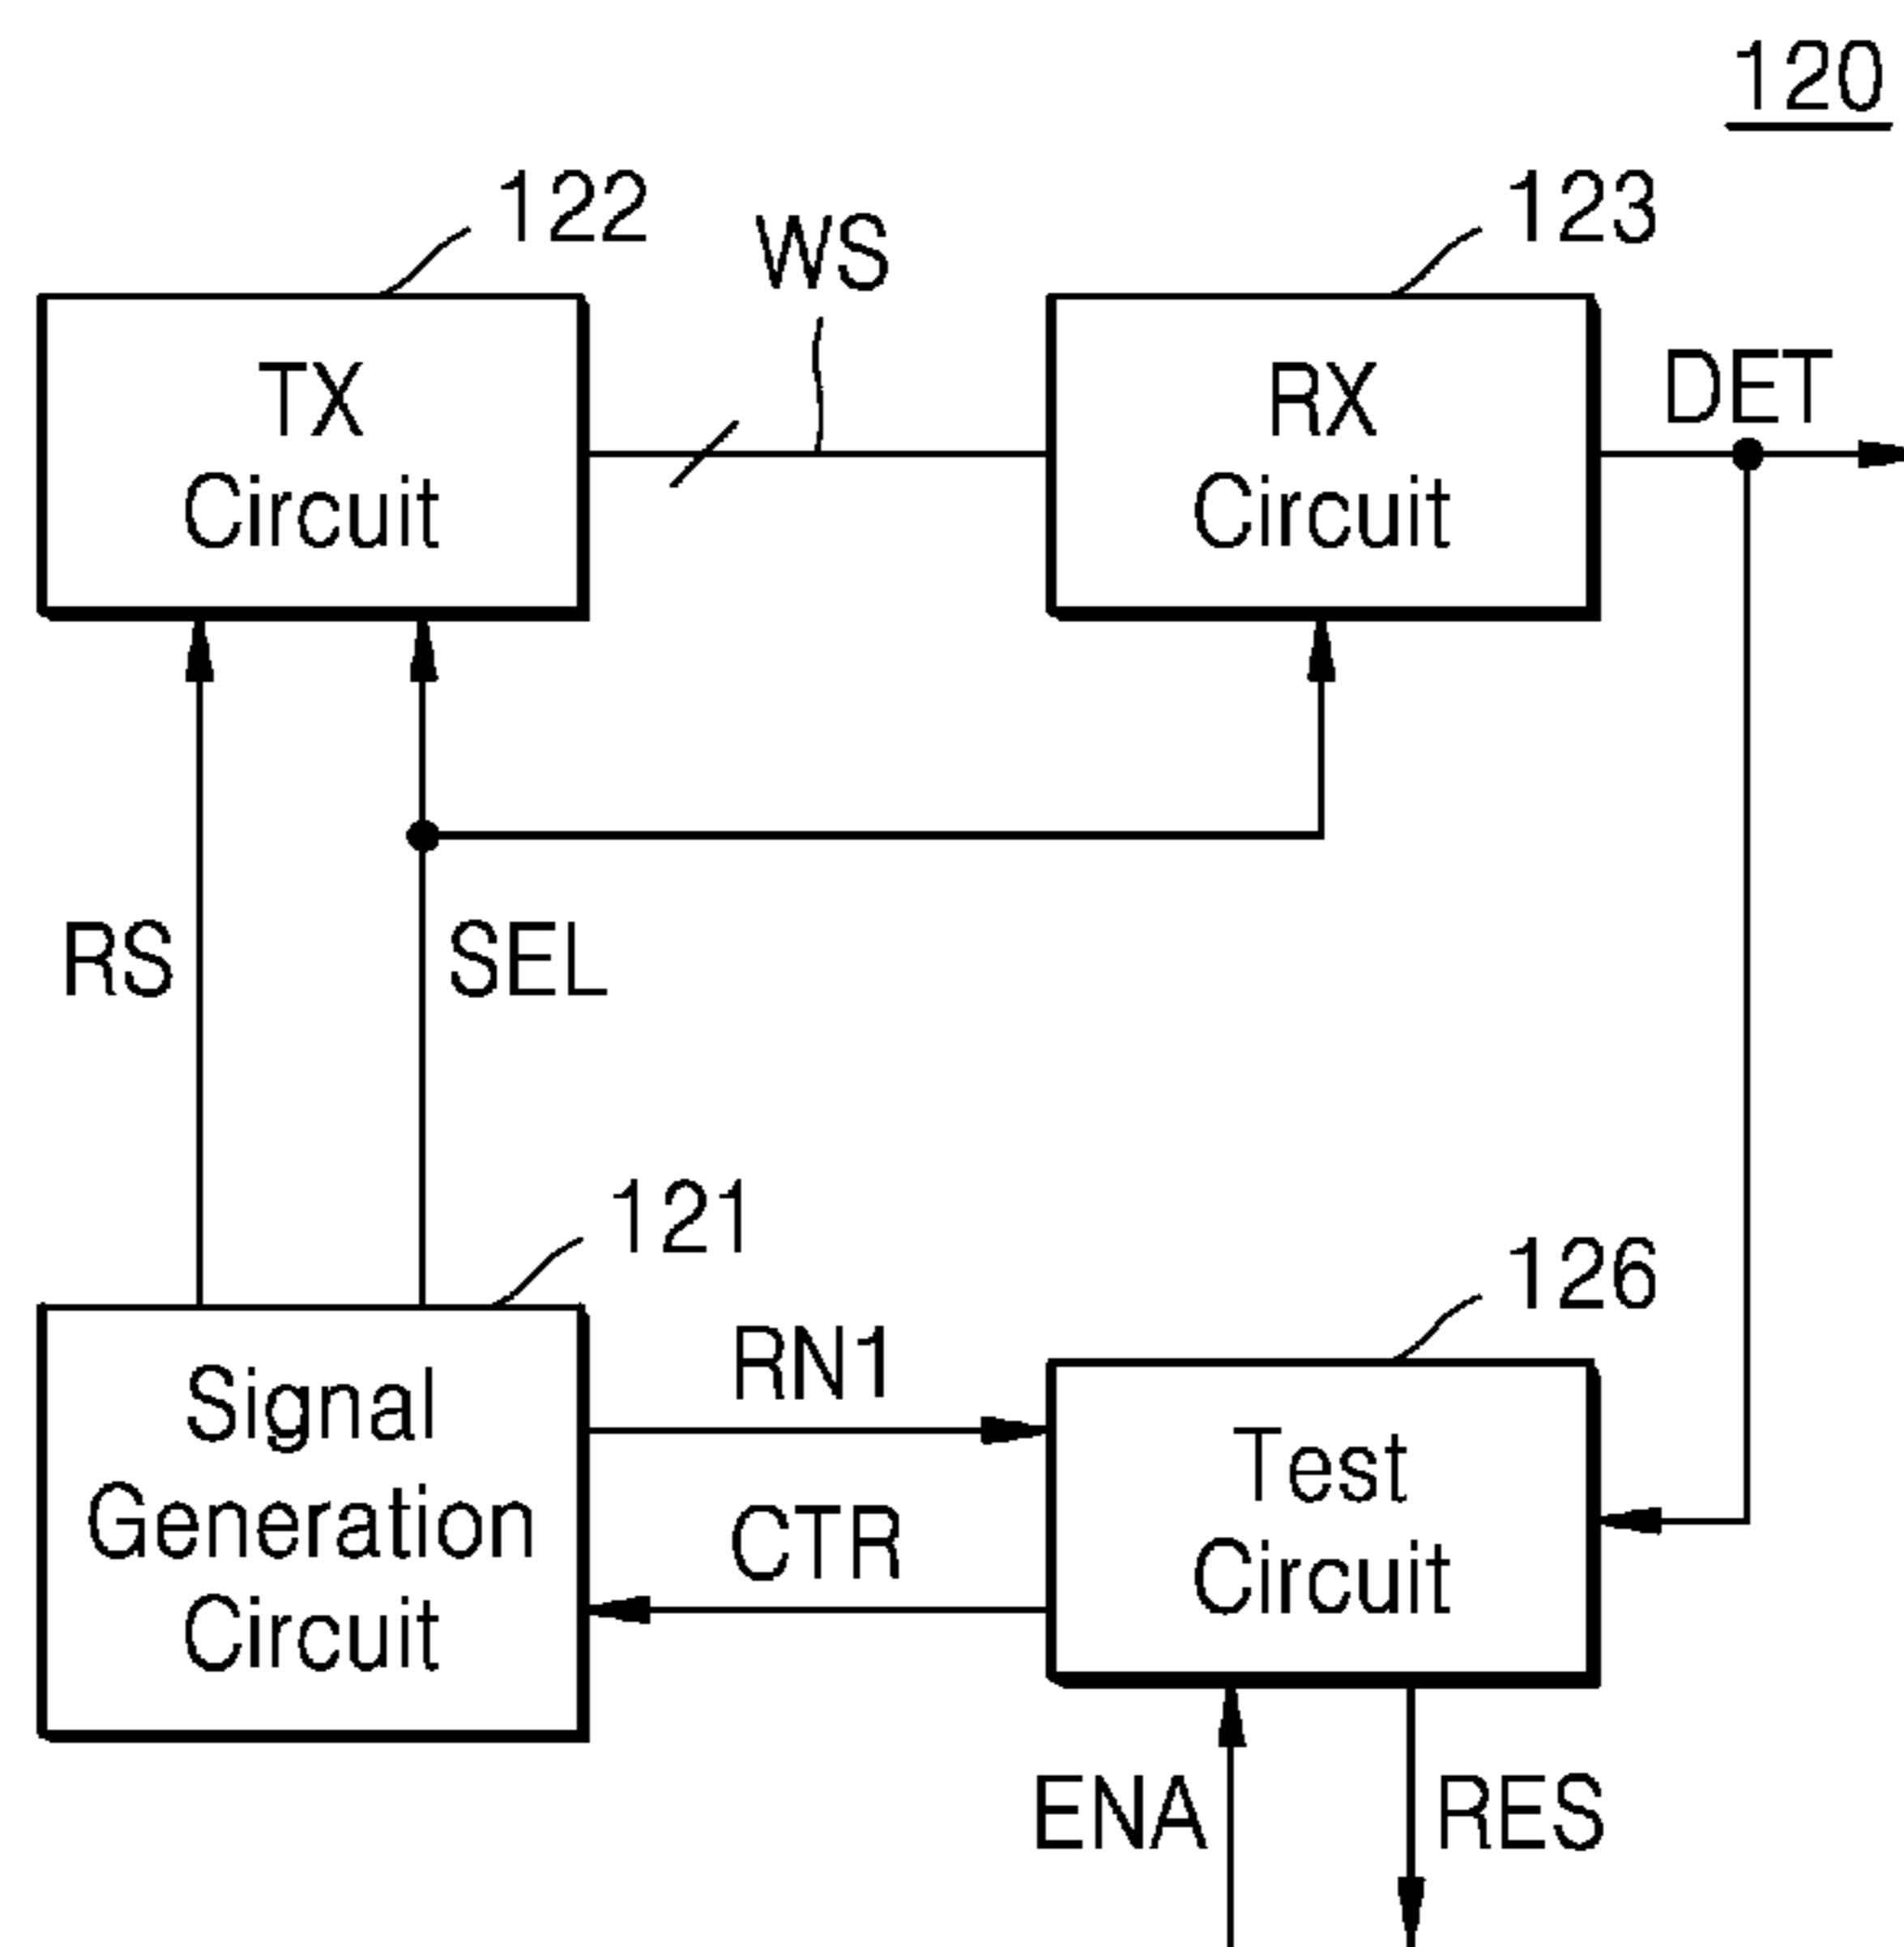 120
122
WS
123
TX
Circuit
RX
Circuit
DET
RS
SEL
121
126
Signal
Generation
Circuit
RN1
CTR
Test
Circuit
ENA
RES